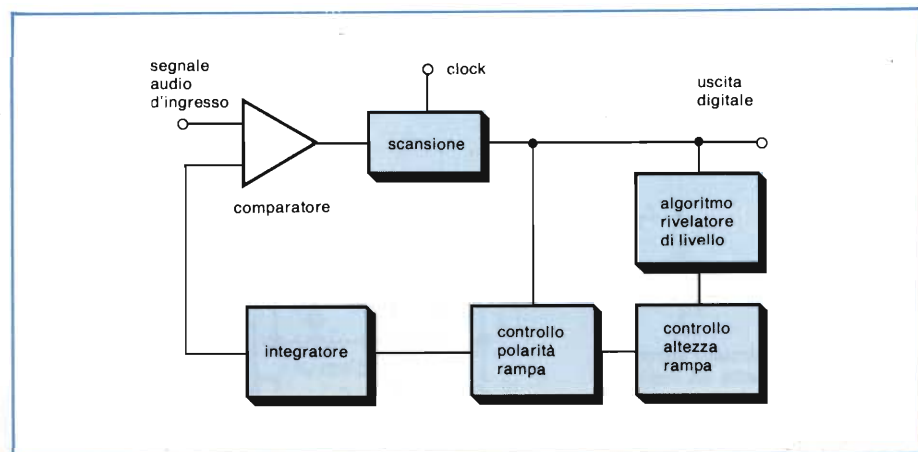 segnale
audio
d'ingresso
clock
uscita
digitale
scansione
comparatore
algoritmo
rivelatore
di livello
integratore
controllo
polarità
rampa
controllo
altezza
rampa